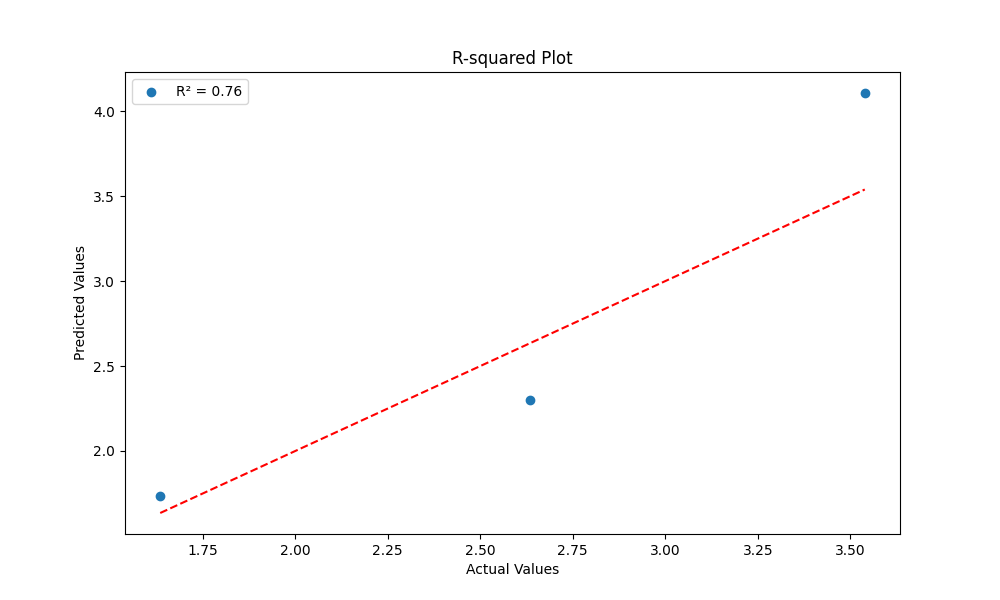 R-squared Plot
R² = 0.76
4.0
3.5
3.0
2.5
2.0
Predicted Values
1.75 2.00 2.25 2.50 2.75 3.00 3.25 3.50
Actual Values